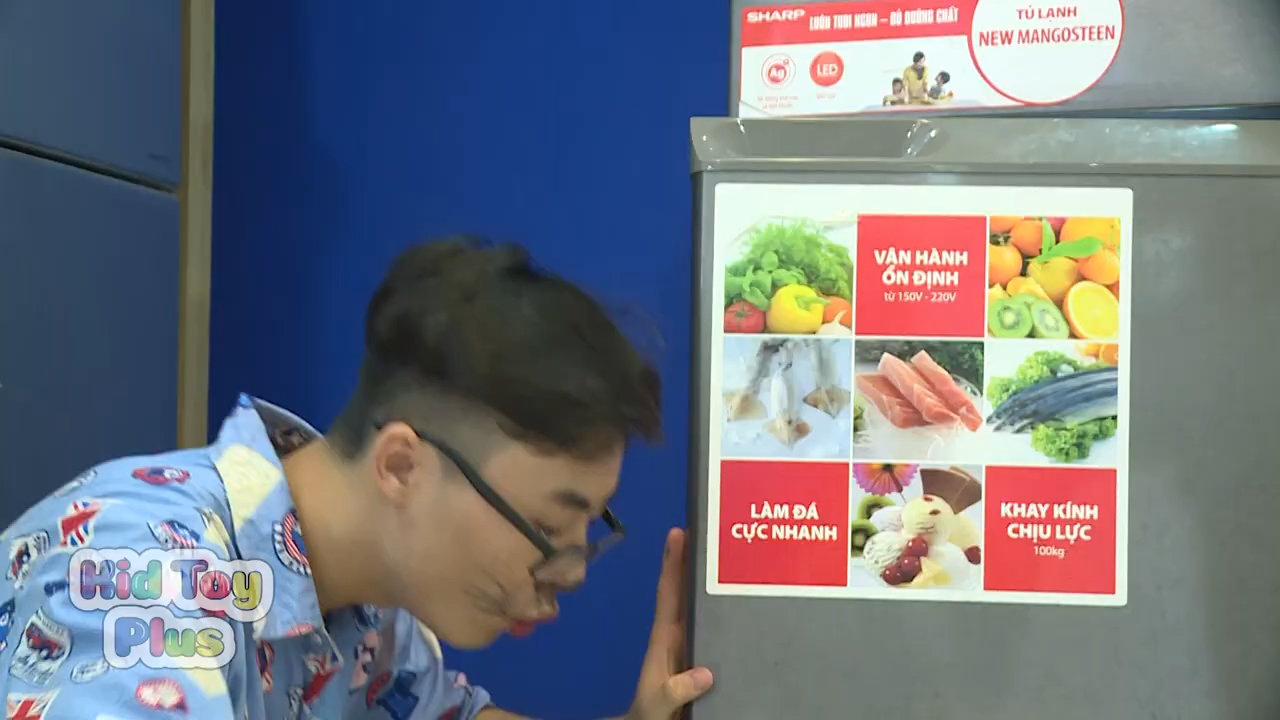 SHARP
LUÔN TƯƠI NGON – ĐỦ DƯỠNG CHẤT
TỦ LẠNH
NEW MANGOSTEEN
Ag+
LED
VẬN HÀNH
ỔN ĐỊNH
từ 150V - 220V
LÀM ĐÁ
CỰC NHANH
KHAY KÍNH
CHỊU LỰC
100kg
Kid Toy
Plus